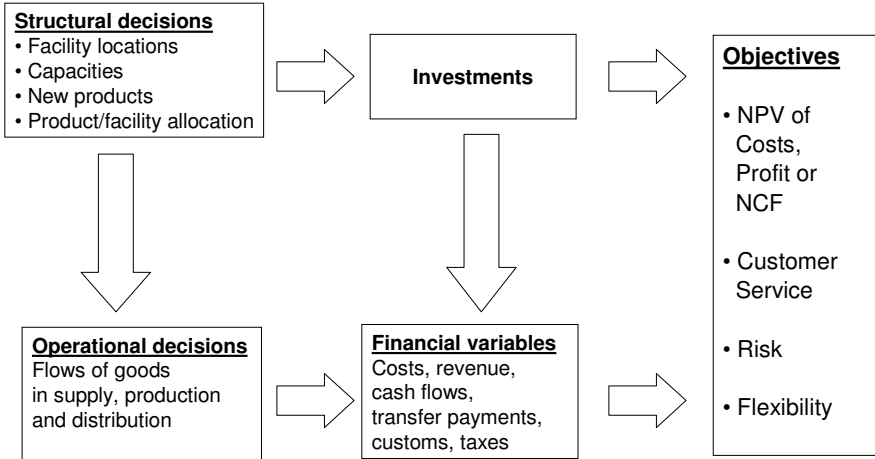 Structural decisions
• Facility locations
• Capacities
• New products
• Product/facility allocation
Investments
Objectives
• NPV of
Costs,
Profit or
NCF
• Customer
Service
• Risk
• Flexibility
Operational decisions
Flows of goods
in supply, production
and distribution
Financial variables
Costs, revenue,
cash flows,
transfer payments,
customs, taxes